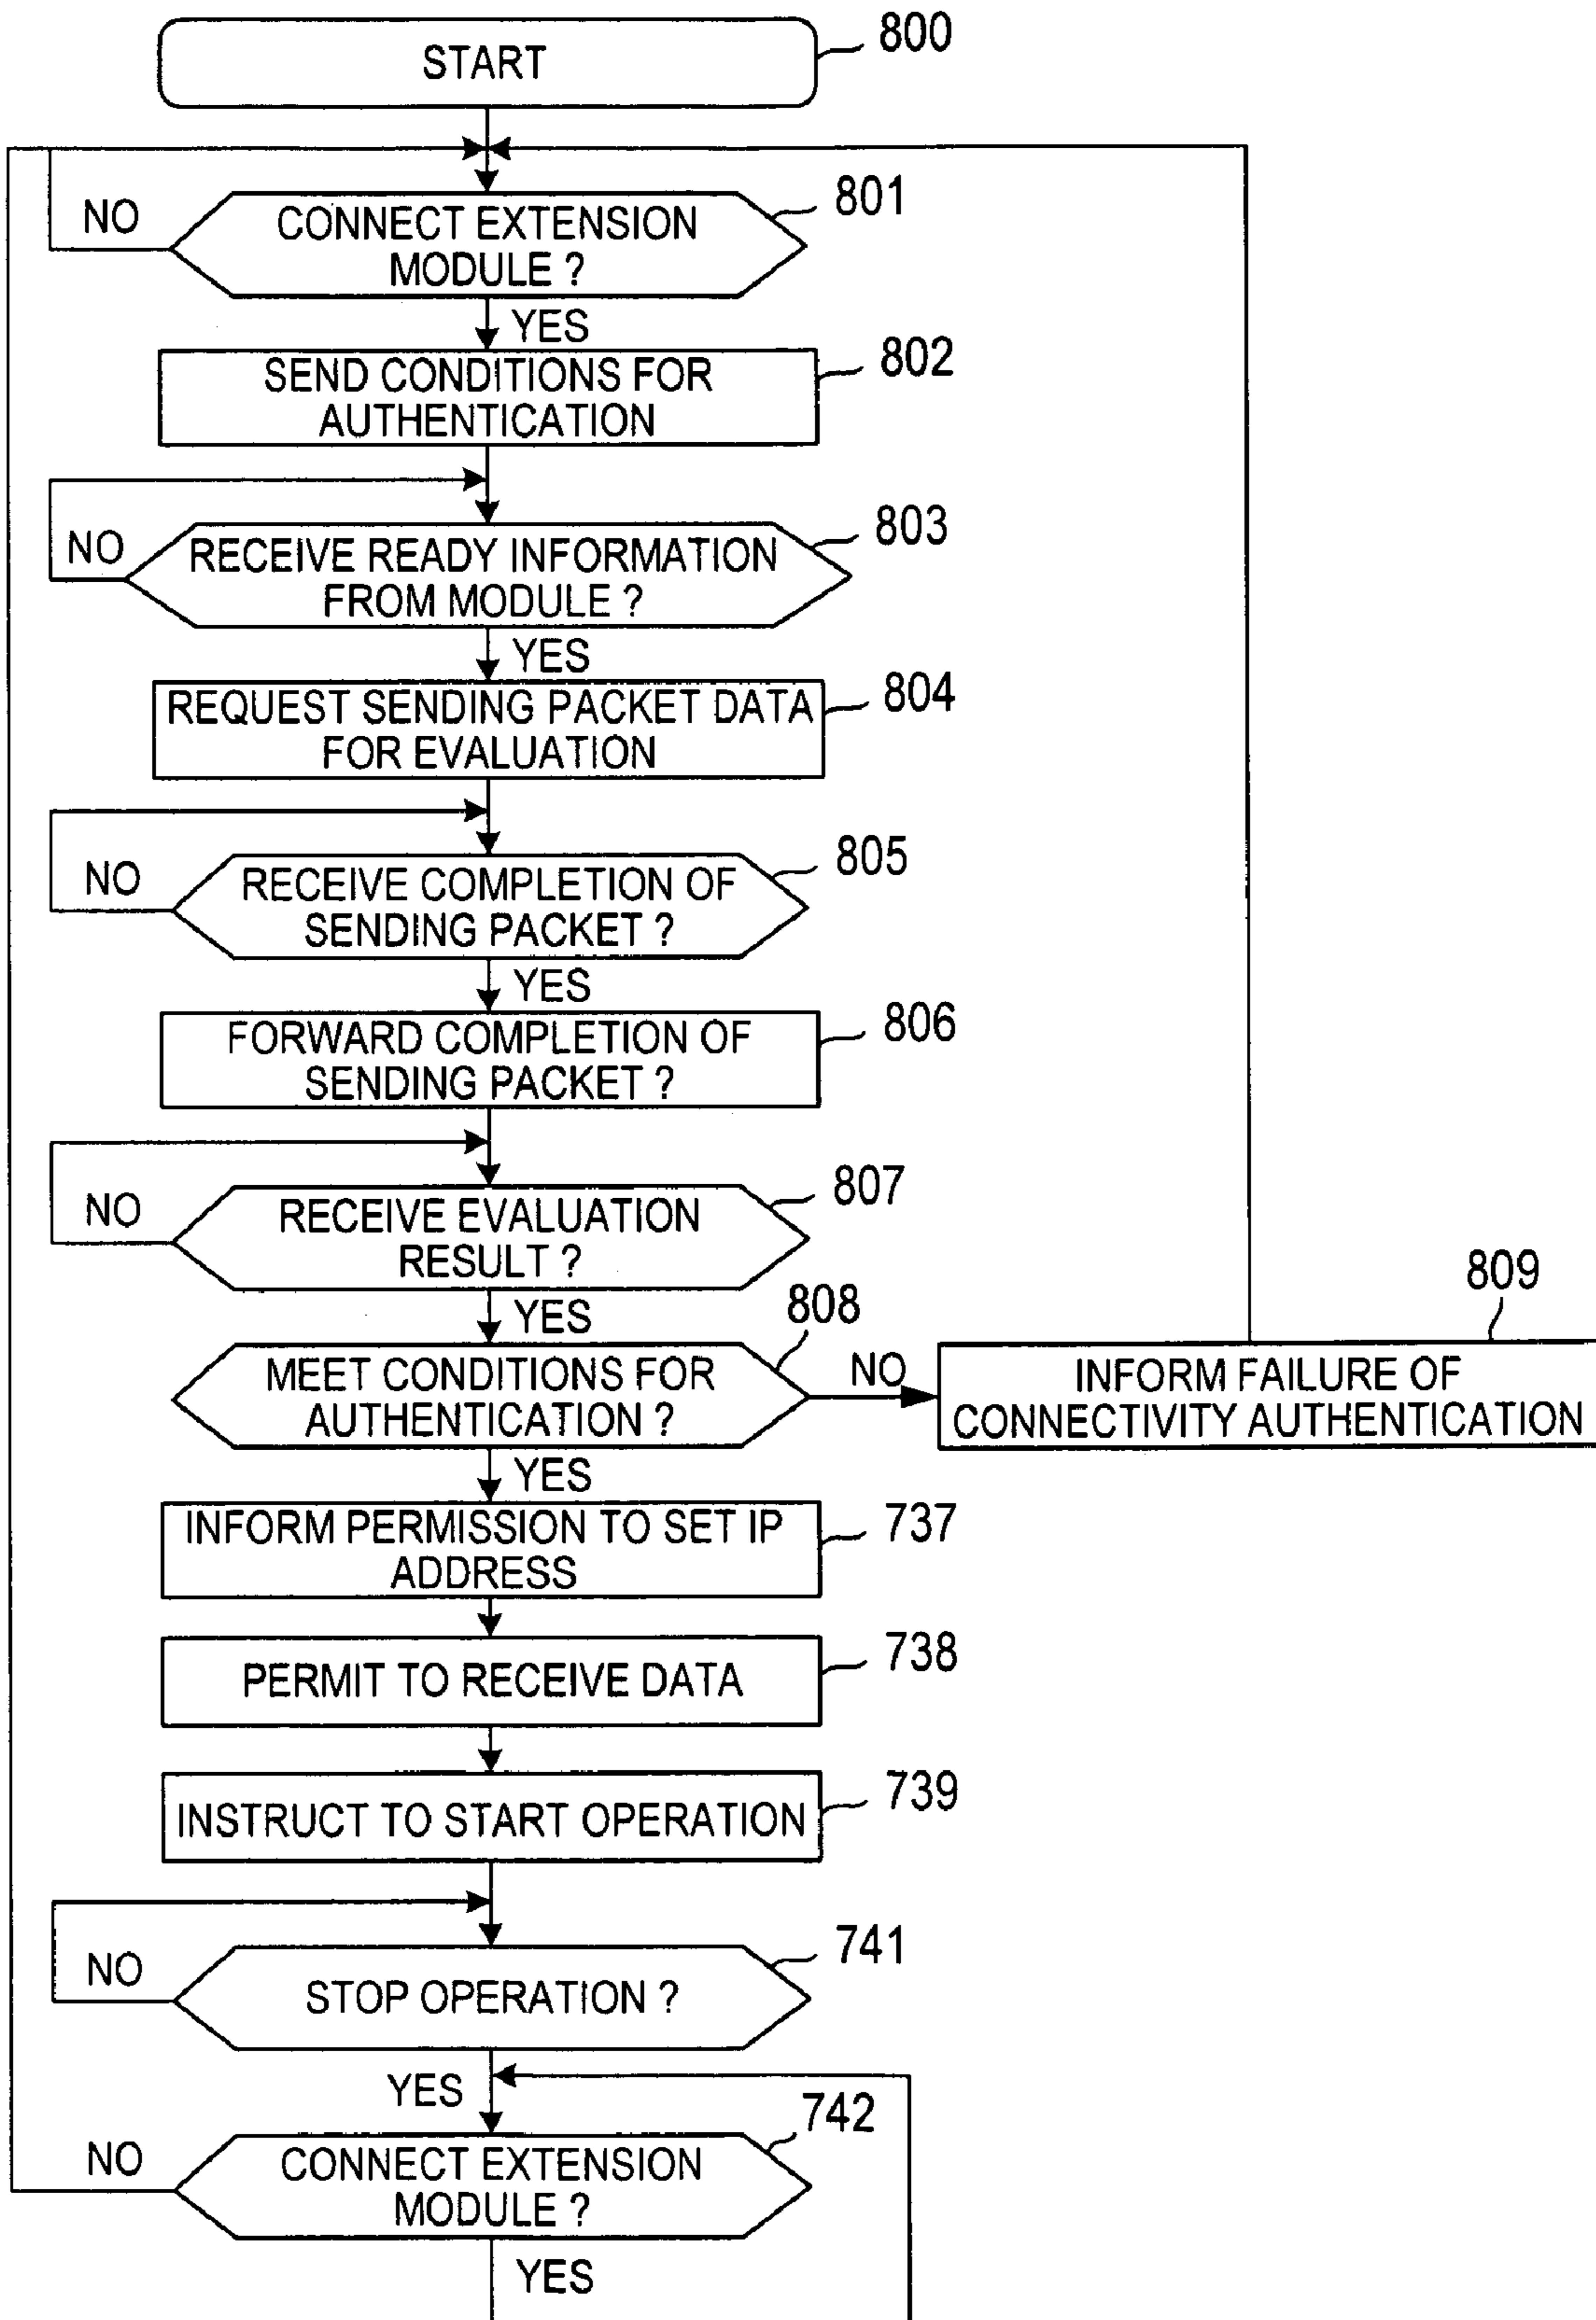 START
800
NO
CONNECT EXTENSION
MODULE ?
801
YES
SEND CONDITIONS FOR
AUTHENTICATION
802
NO
RECEIVE READY INFORMATION
FROM MODULE ?
803
YES
REQUEST SENDING PACKET DATA
FOR EVALUATION
804
NO
RECEIVE COMPLETION OF
SENDING PACKET ?
805
YES
FORWARD COMPLETION OF
SENDING PACKET ?
806
NO
RECEIVE EVALUATION
RESULT ?
807
YES
MEET CONDITIONS FOR
AUTHENTICATION ?
808
NO
INFORM FAILURE OF
CONNECTIVITY AUTHENTICATION
809
YES
INFORM PERMISSION TO SET IP
ADDRESS
737
PERMIT TO RECEIVE DATA
738
INSTRUCT TO START OPERATION
739
NO
STOP OPERATION ?
741
YES
NO
CONNECT EXTENSION
MODULE ?
742
YES